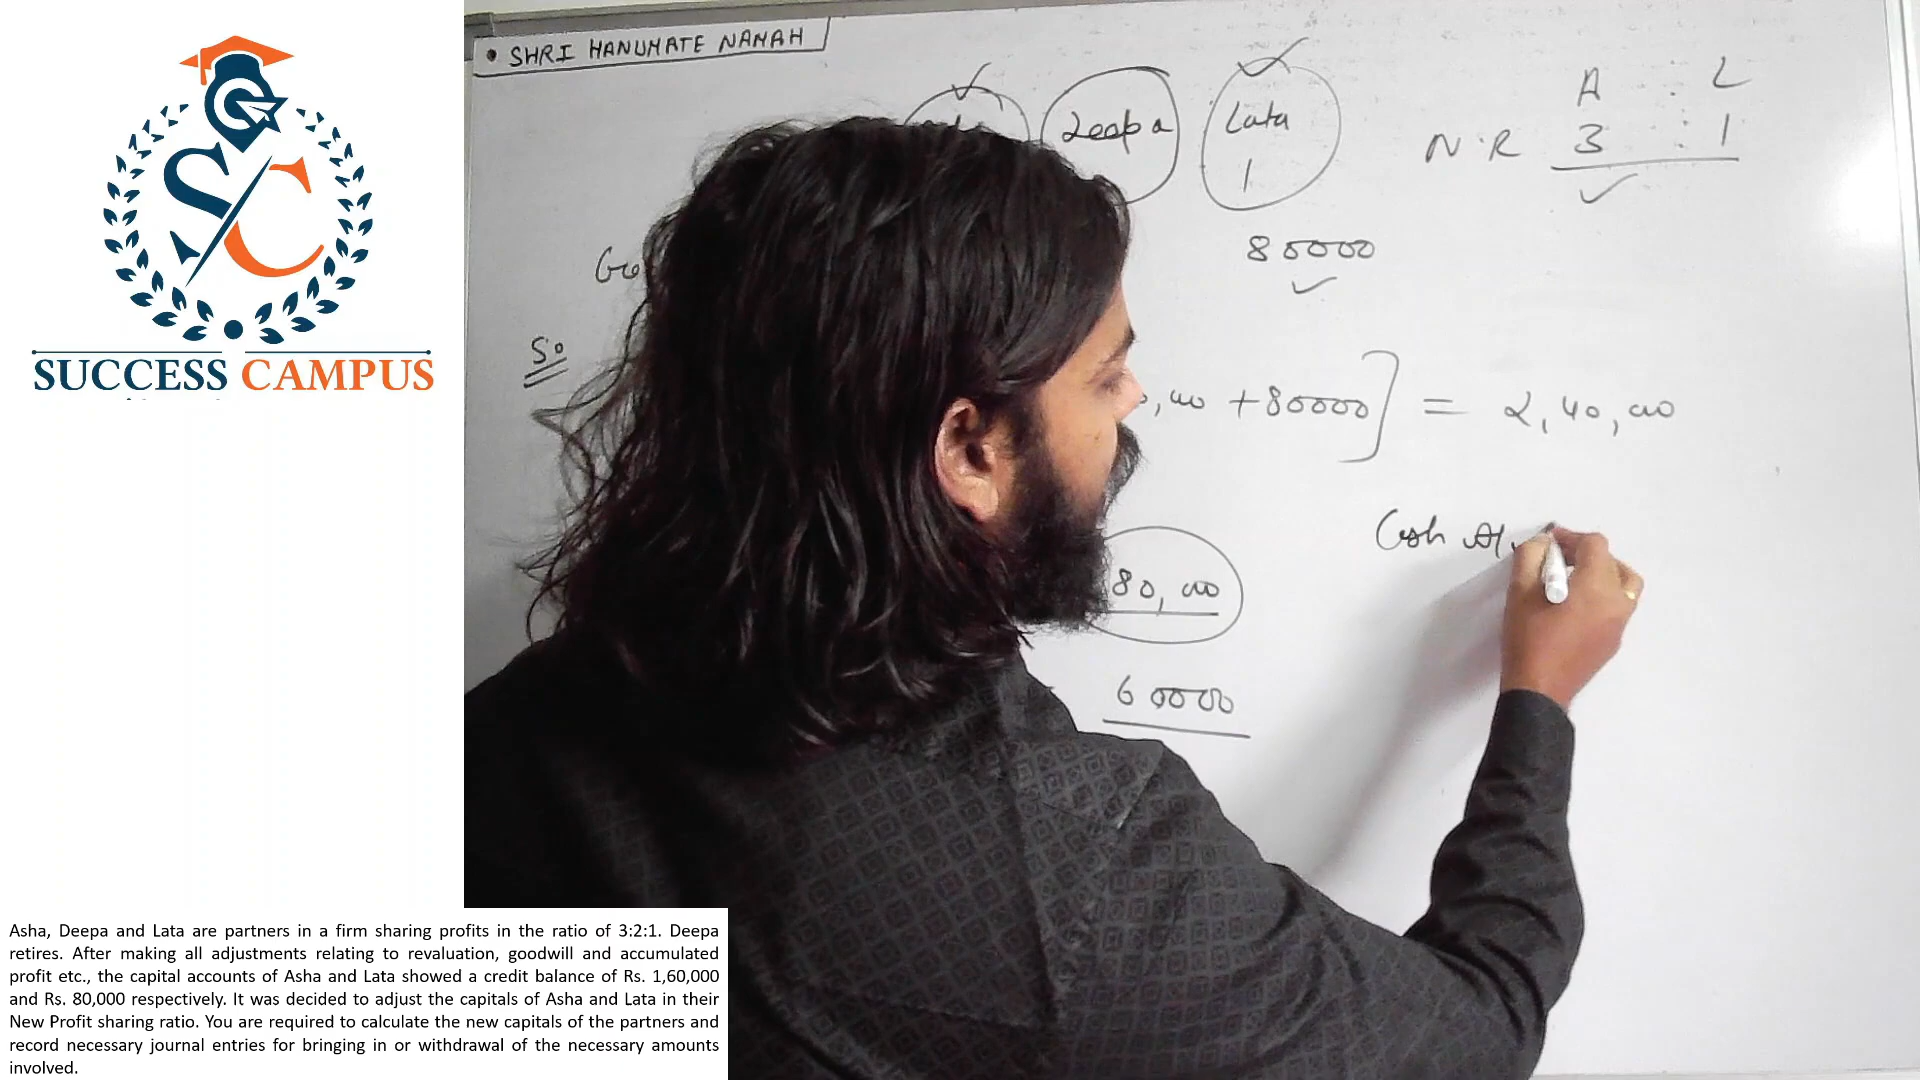 • SHRI HANUMATE NAMAH
Deepa
Lata
1
A : L
N.R 3 : 1
80000
So
+80000] = 2,40,000
Cash A/
80,000
60000
SC
SUCCESS CAMPUS
Asha, Deepa and Lata are partners in a firm sharing profits in the ratio of 3:2:1. Deepa
retires. After making all adjustments relating to revaluation, goodwill and accumulated
profit etc., the capital accounts of Asha and Lata showed a credit balance of Rs. 1,60,000
and Rs. 80,000 respectively. It was decided to adjust the capitals of Asha and Lata in their
New Profit sharing ratio. You are required to calculate the new capitals of the partners and
record necessary journal entries for bringing in or withdrawal of the necessary amounts
involved.